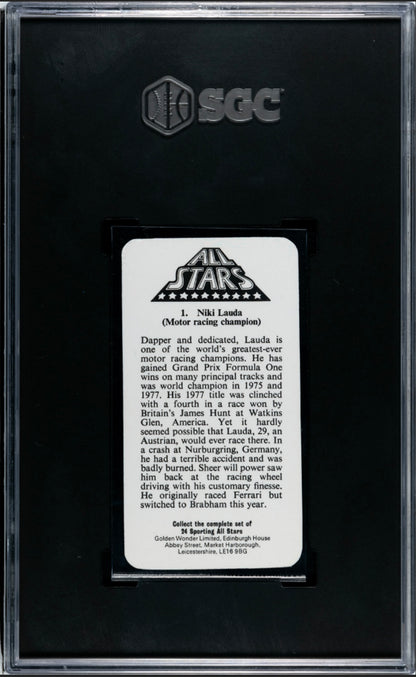 SGC
ALL
STARS
1. Niki Lauda
(Motor racing champion)
Dapper and dedicated, Lauda is
one of the world's greatest-ever
motor racing champions. He has
gained Grand Prix Formula One
wins on many principal tracks and
was world champion in 1975 and
1977. His 1977 title was clinched
with a fourth in a race won by
Britain's James Hunt at Watkins
Glen, America. Yet it hardly
seemed possible that Lauda, 29, an
Austrian, would ever race there. In
a crash at Nurburgring, Germany,
he had a terrible accident and was
badly burned. Sheer will power saw
him back at the racing wheel
driving with his customary finesse.
He originally raced Ferrari but
switched to Brabham this year.
Collect the complete set of
24 Sporting All Stars
Golden Wonder Limited, Edinburgh House
Abbey Street, Market Harborough,
Leicestershire, LE16 9BG